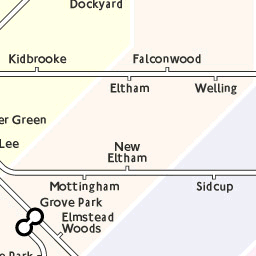 Dockyard
Kidbrooke
Falconwood
Eltham
Welling
er Green
Lee
New
Eltham
Mottingham
Sidcup
Grove Park
Elmstead
Woods
e Park